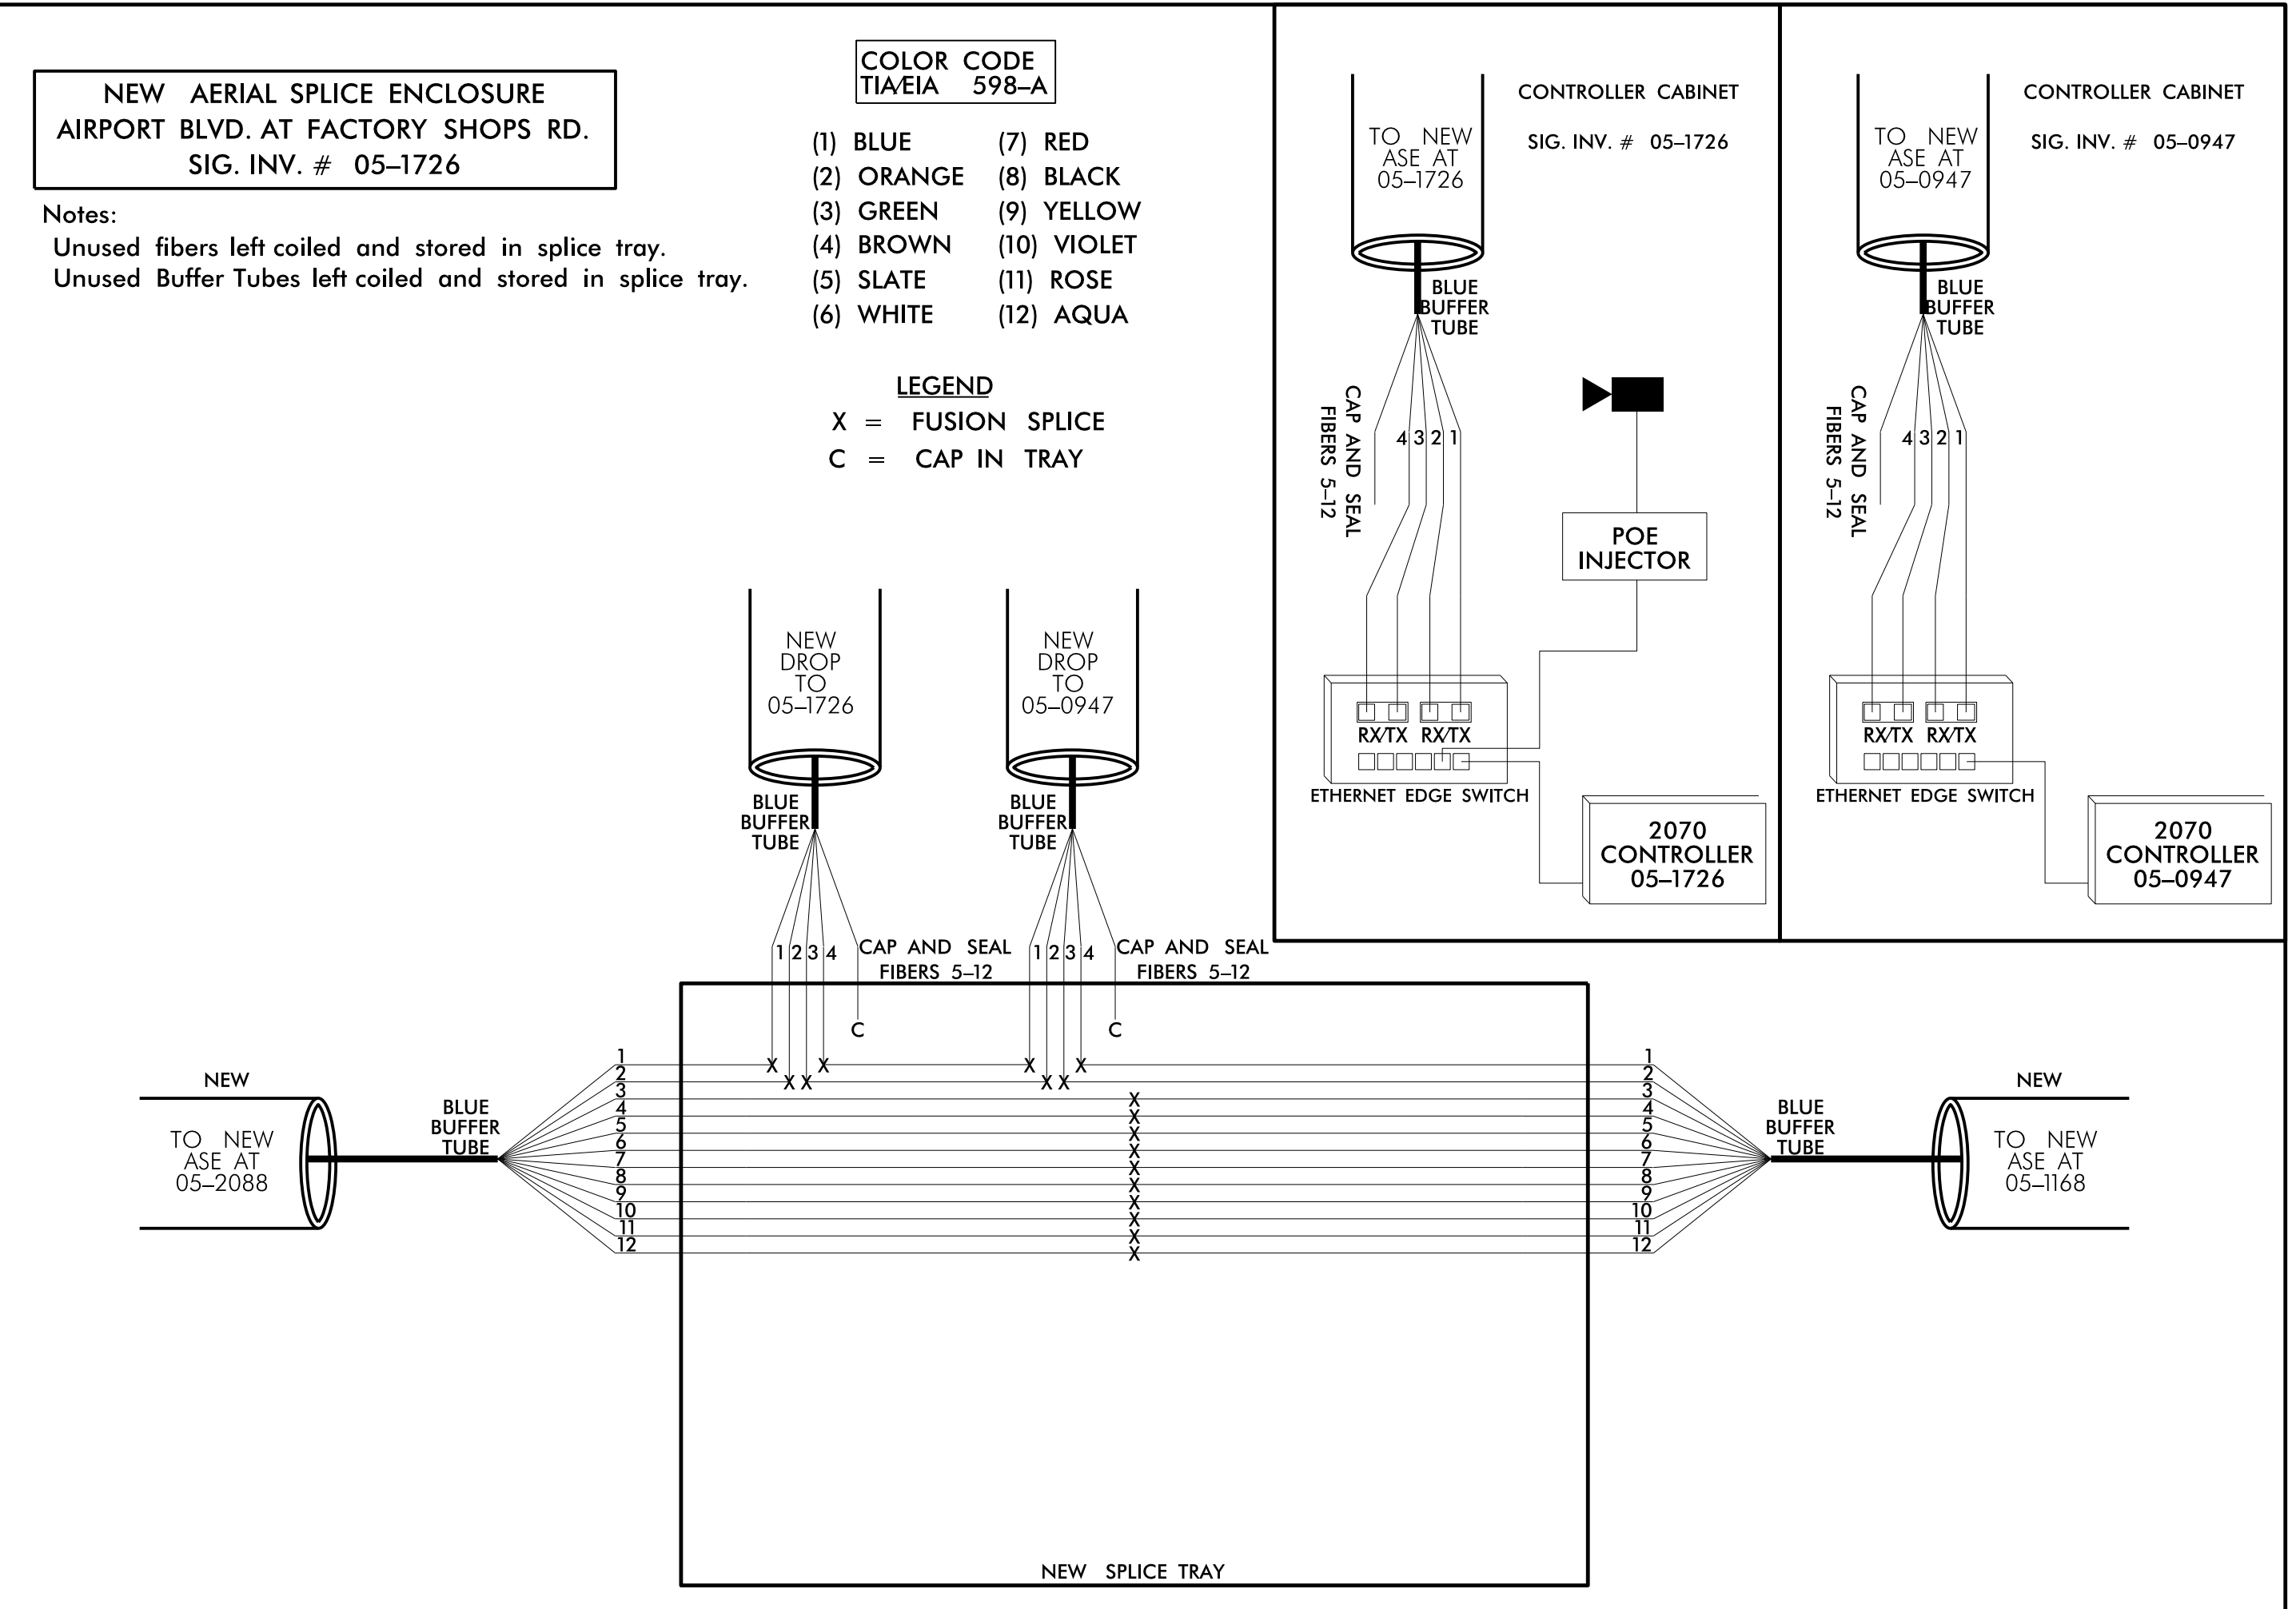 NEW AERIAL SPLICE ENCLOSURE
AIRPORT BLVD. AT FACTORY SHOPS RD.
SIG. INV. # 05-1726
Notes:
Unused fibers left coiled and stored in splice tray.
Unused Buffer Tubes left coiled and stored in splice tray.
COLOR CODE
TIA/EIA 598-A
(1) BLUE (7) RED
(2) ORANGE (8) BLACK
(3) GREEN (9) YELLOW
(4) BROWN (10) VIOLET
(5) SLATE (11) ROSE
(6) WHITE (12) AQUA
LEGEND
X = FUSION SPLICE
C = CAP IN TRAY
TO NEW
ASE AT
05-1726
CONTROLLER CABINET
SIG. INV. # 05-1726
BLUE
BUFFER
TUBE
CAP AND SEAL
FIBERS 5-12
4 3 2 1
POE
INJECTOR
RX/TX RX/TX
ETHERNET EDGE SWITCH
2070
CONTROLLER
05-1726
TO NEW
ASE AT
05-0947
CONTROLLER CABINET
SIG. INV. # 05-0947
BLUE
BUFFER
TUBE
CAP AND SEAL
FIBERS 5-12
4 3 2 1
RX/TX RX/TX
ETHERNET EDGE SWITCH
2070
CONTROLLER
05-0947
NEW
DROP
TO
05-1726
BLUE
BUFFER
TUBE
1 2 3 4
CAP AND SEAL
FIBERS 5-12
C
NEW
DROP
TO
05-0947
BLUE
BUFFER
TUBE
1 2 3 4
CAP AND SEAL
FIBERS 5-12
C
NEW
TO NEW
ASE AT
05-2088
BLUE
BUFFER
TUBE
1 X X X X 1
2 X X X X 2
3 X 3
4 X 4
5 X 5
6 X 6
7 X 7
8 X 8
9 X 9
10 X 10
11 X 11
12 X 12
BLUE
BUFFER
TUBE
NEW
TO NEW
ASE AT
05-1168
NEW SPLICE TRAY